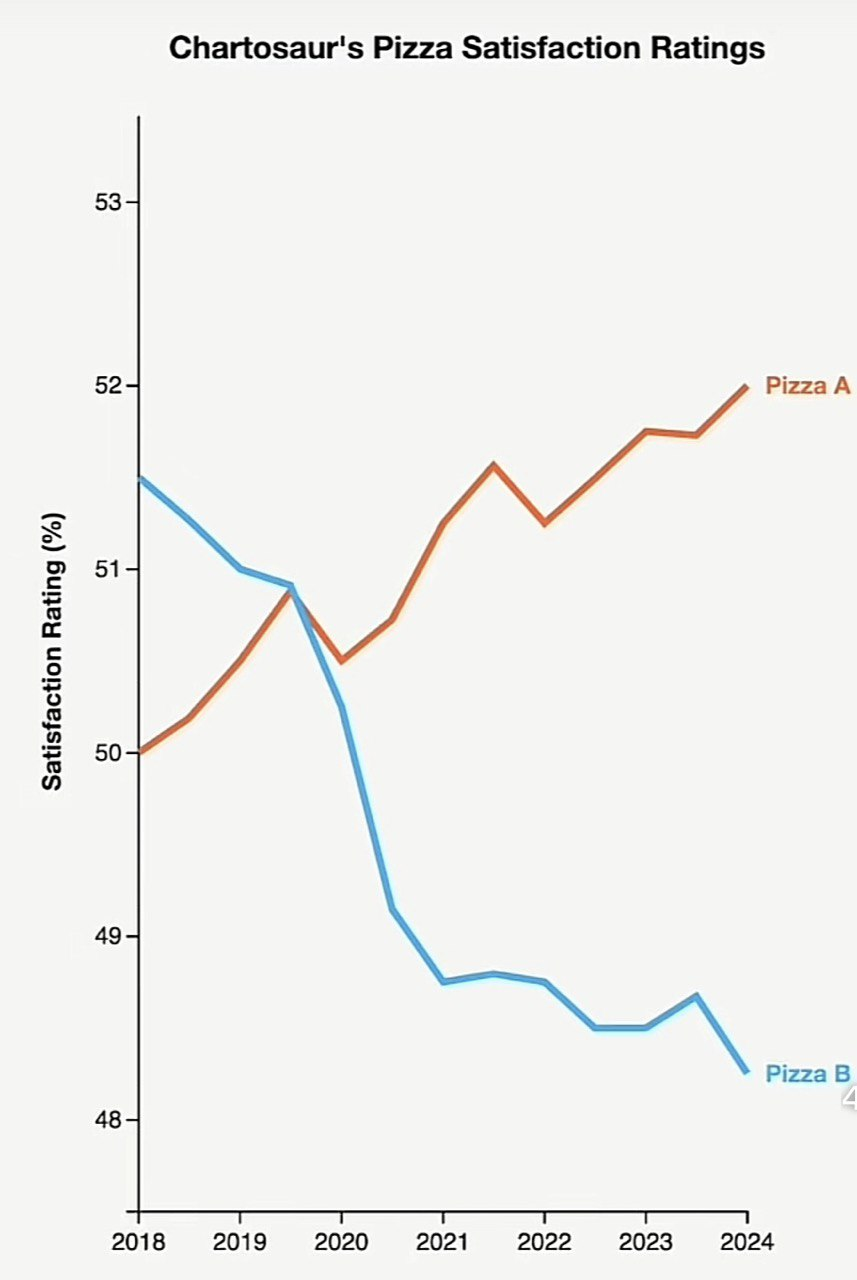 Chartosaur's Pizza Satisfaction Ratings
53
52
Pizza A
51
Satisfaction Rating (%)
50
49
Pizza B
48
2018 2019 2020 2021 2022 2023 2024